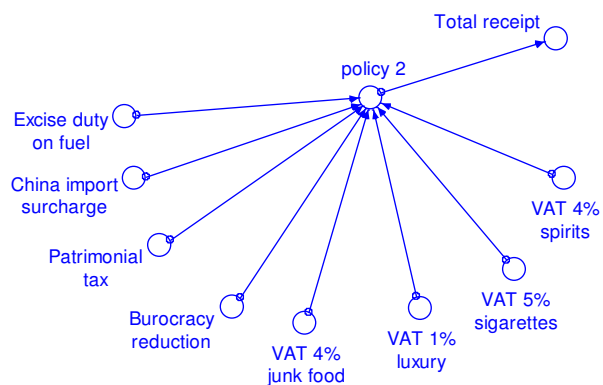 Total receipt
policy 2
Excise duty
on fuel
China import
surcharge
Patrimonial
tax
Burocracy
reduction
VAT 4%
junk food
VAT 1%
luxury
VAT 5%
sigarettes
VAT 4%
spirits